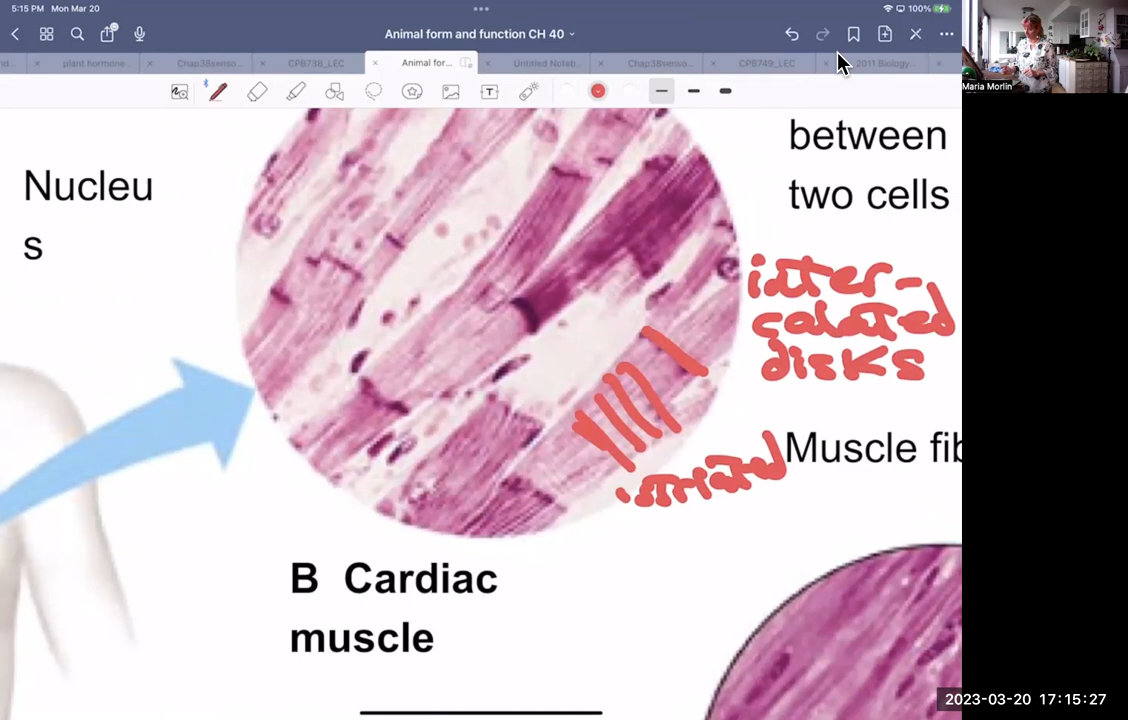 5:15 PM Mon Mar 20
100%
Animal form and function CH 40
plant hormone...
Chap38senso...
CPB738_LEC
Animal for...
Untitled Noteb...
Chap38senso...
CPB749_LEC
2011 Biology...
Maria Morlin
between
two cells
Nucleu
s
inter-
calated
disks
Muscle fib
striated
B Cardiac
muscle
2023-03-20 17:15:27